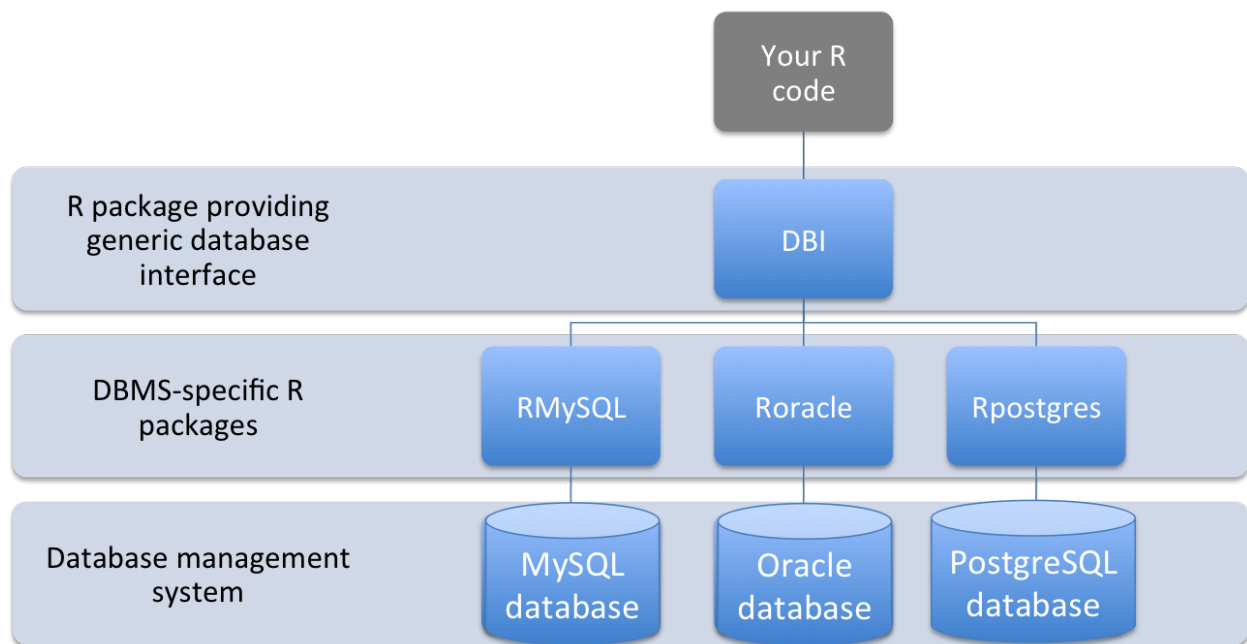 Your R
code
R package providing
generic database
interface
DBI
DBMS-specific R
packages
RMySQL
Roracle
Rpostgres
Database management
system
MySQL
database
Oracle
database
PostgreSQL
database